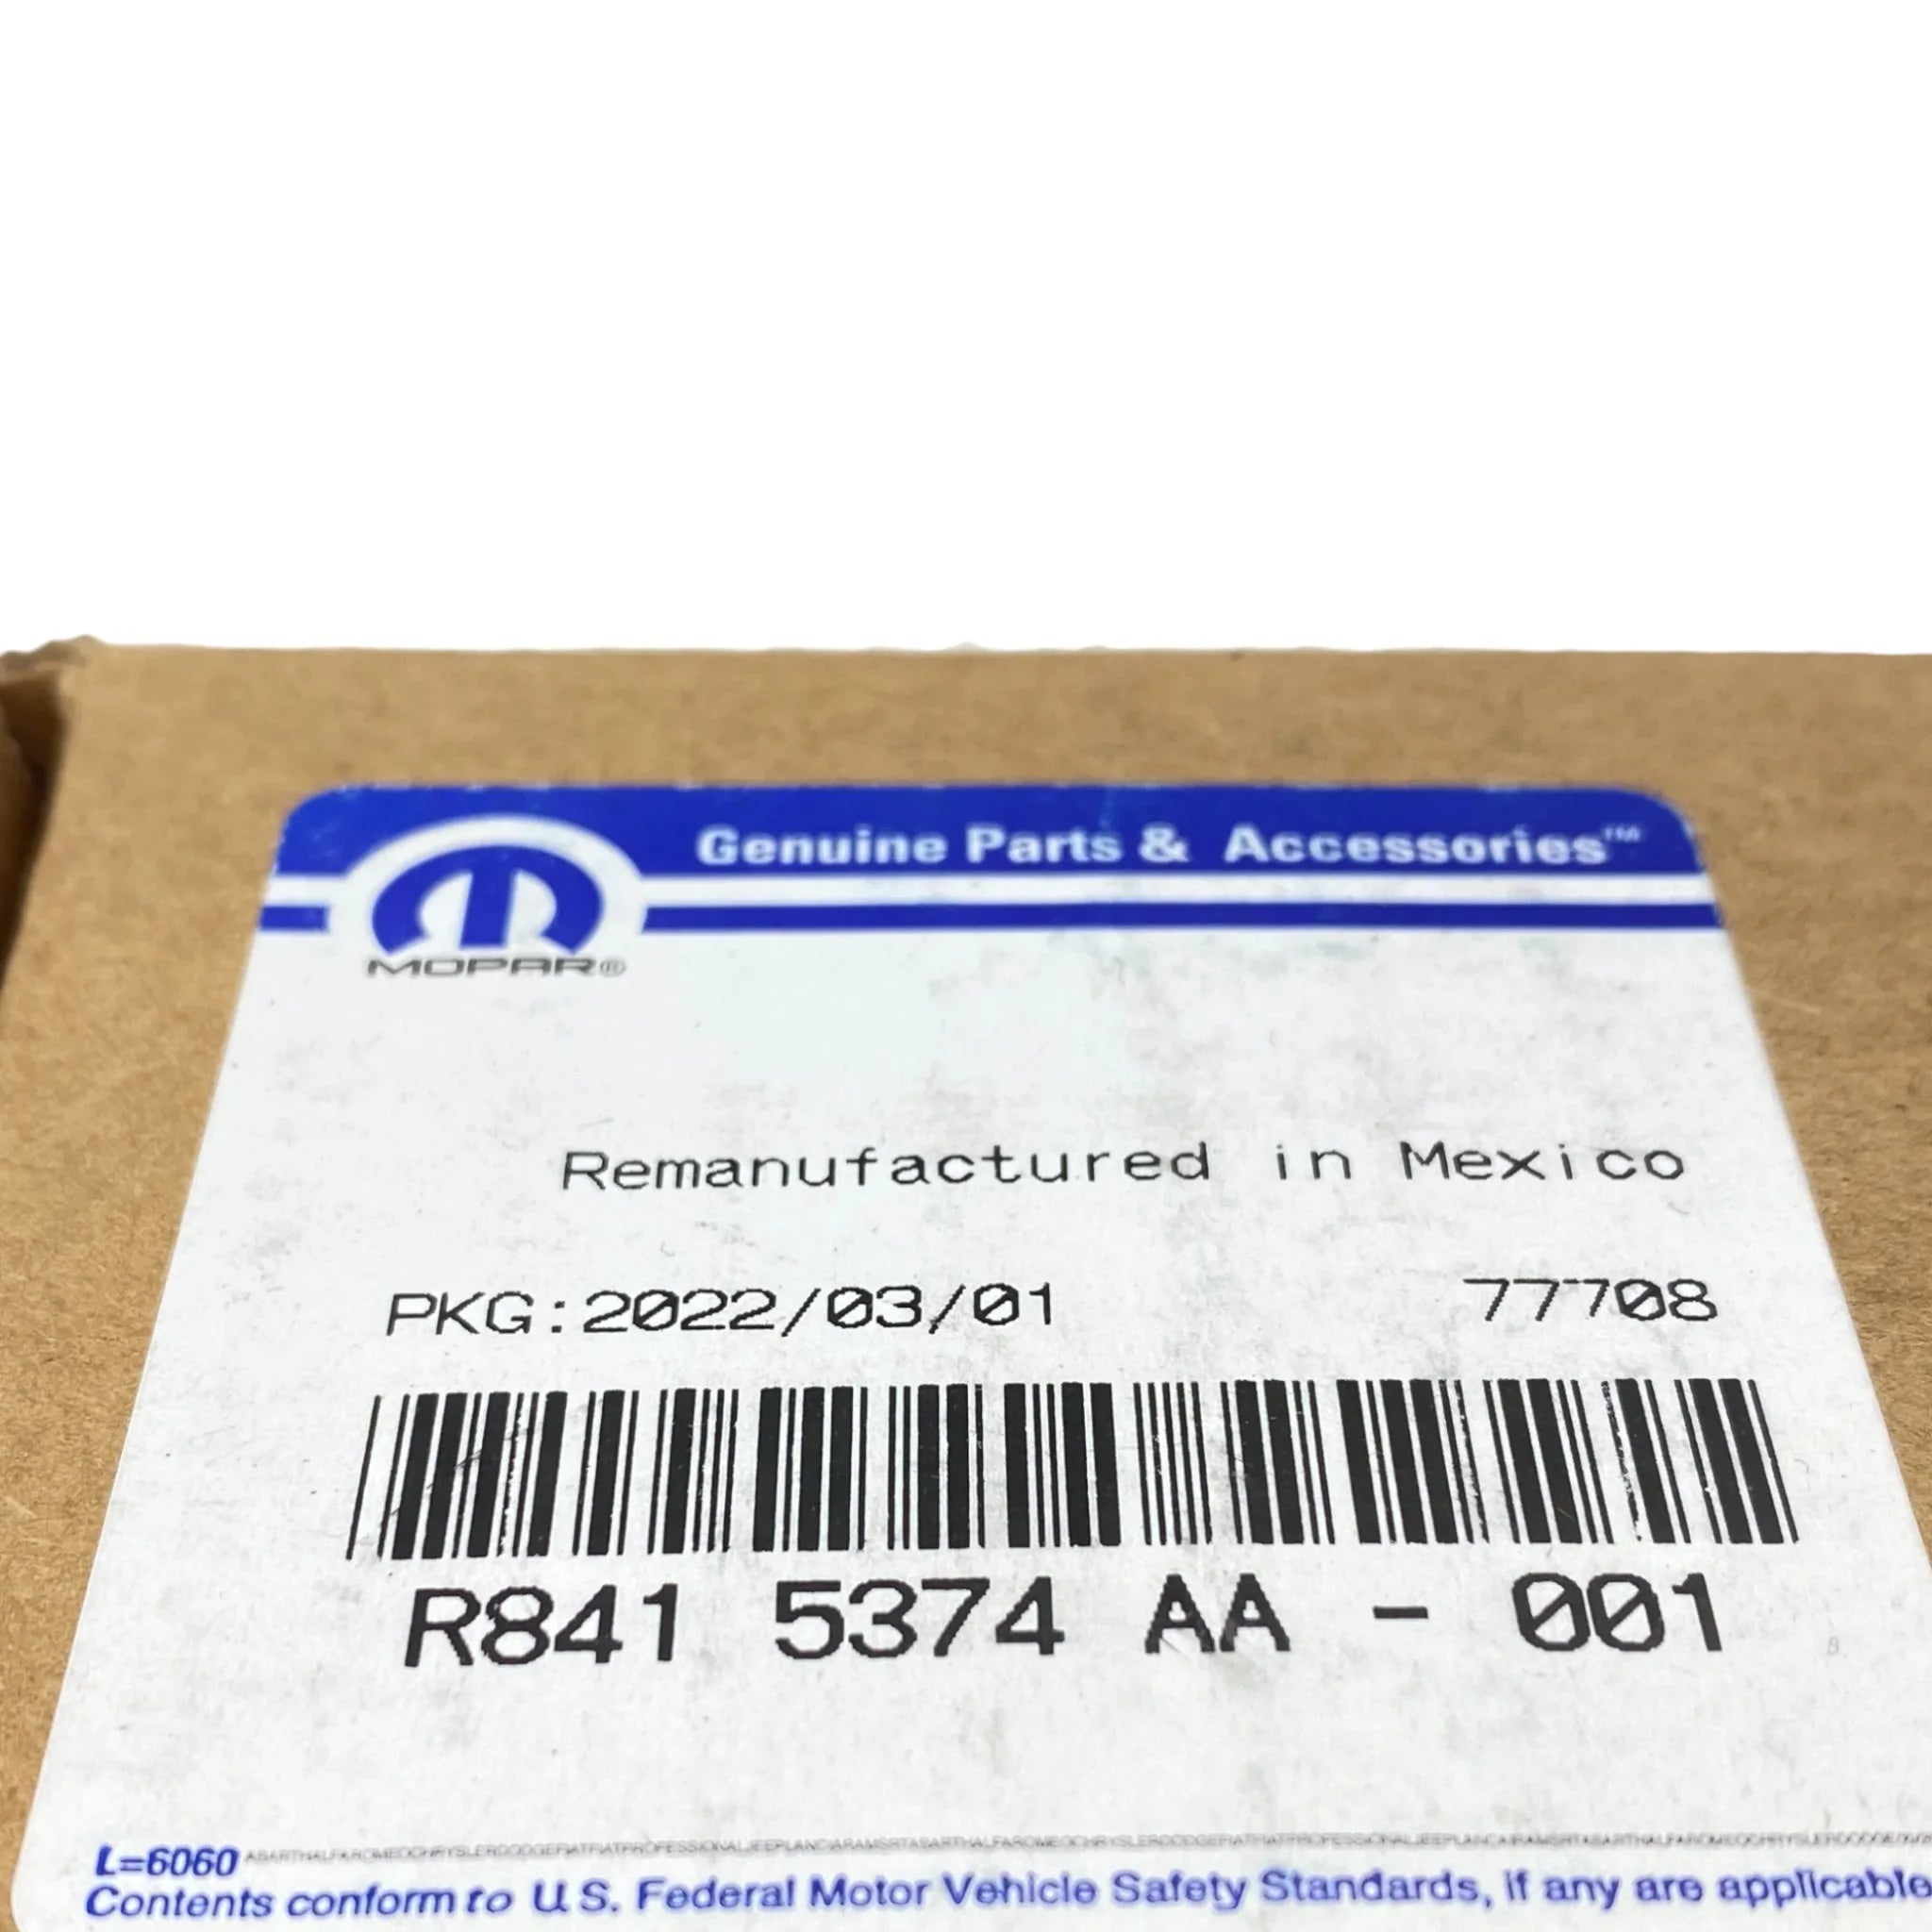 Genuine Parts & Accessories™
MOPAR®
Remanufactured in Mexico
PKG:2022/03/01 77708
R841 5374 AA - 001
L=6060
Contents conform to U.S. Federal Motor Vehicle Safety Standards, if any are applicable